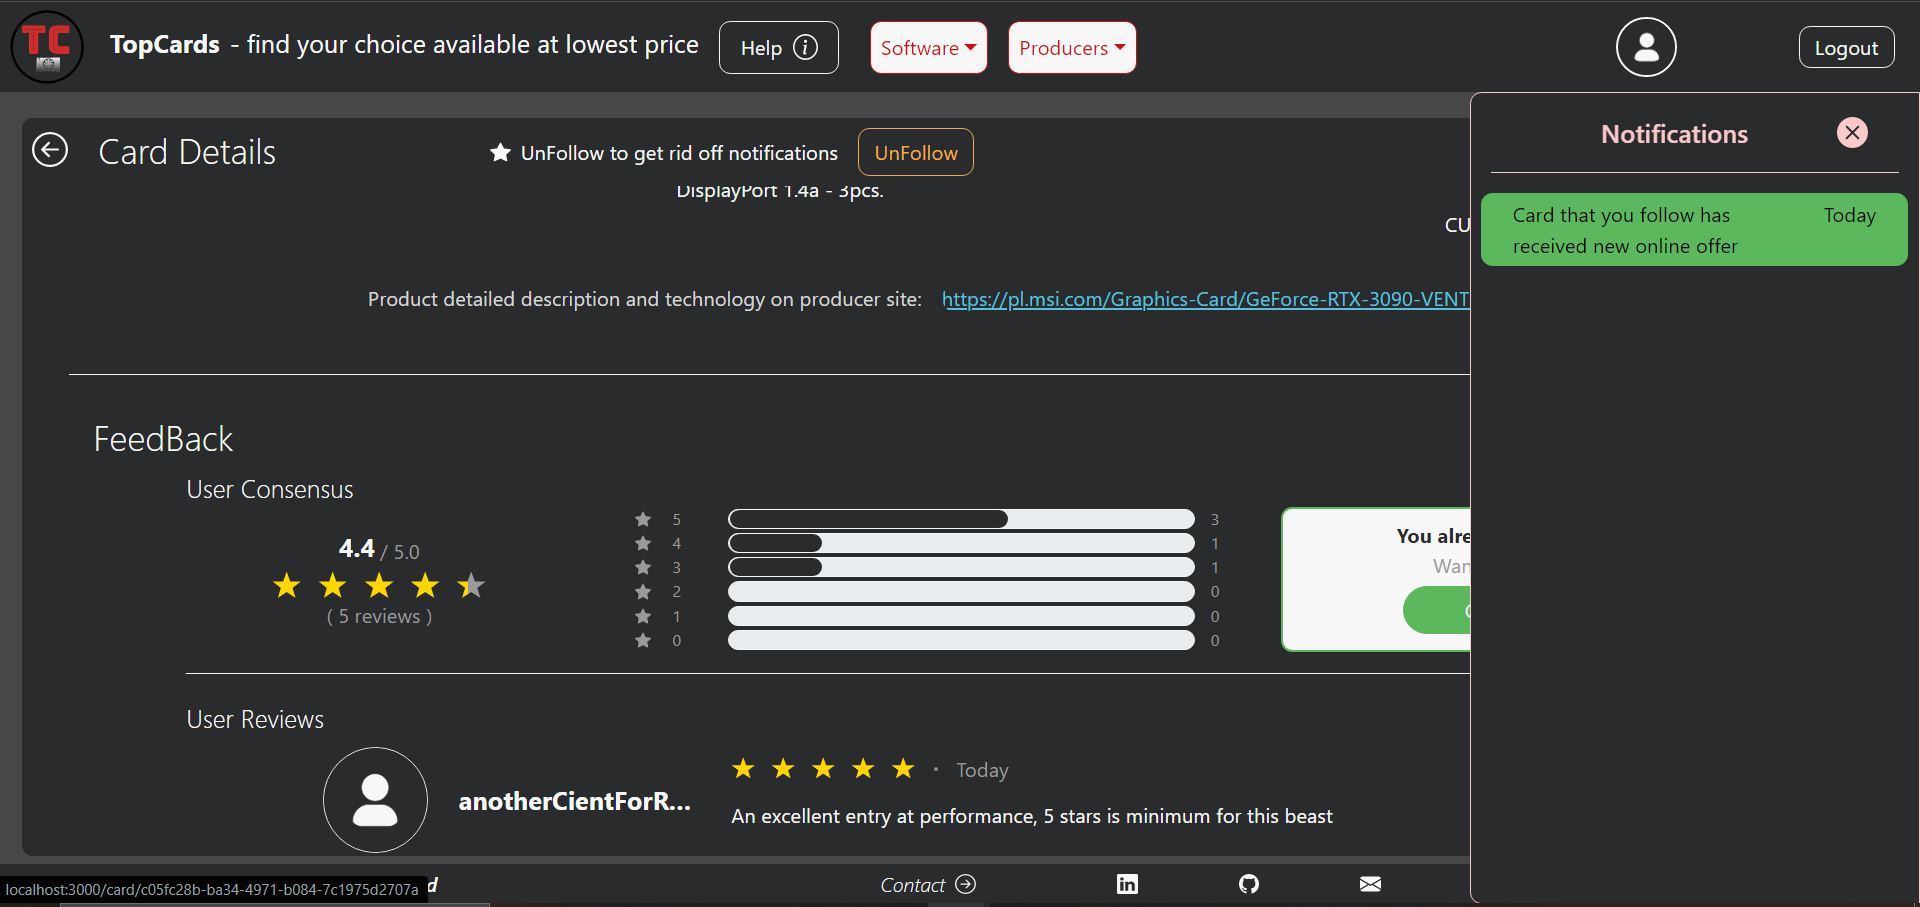 TC
TopCards - find your choice available at lowest price
Help
Software
Producers
Logout
Card Details
UnFollow to get rid off notifications
UnFollow
Notifications
Card that you follow has
received new online offer
Today
DisplayPort 1.4a - 3pcs.
CU
Product detailed description and technology on producer site:
https://pl.msi.com/Graphics-Card/GeForce-RTX-3090-VENT
FeedBack
User Consensus
4.4 / 5.0
( 5 reviews )
5 3
4 1
3 1
2 0
1 0
0 0
You alre
Wan
User Reviews
anotherCientForR...
· Today
An excellent entry at performance, 5 stars is minimum for this beast
localhost:3000/card/c05fc28b-ba34-4971-b084-7c1975d2707a
d
Contact
in